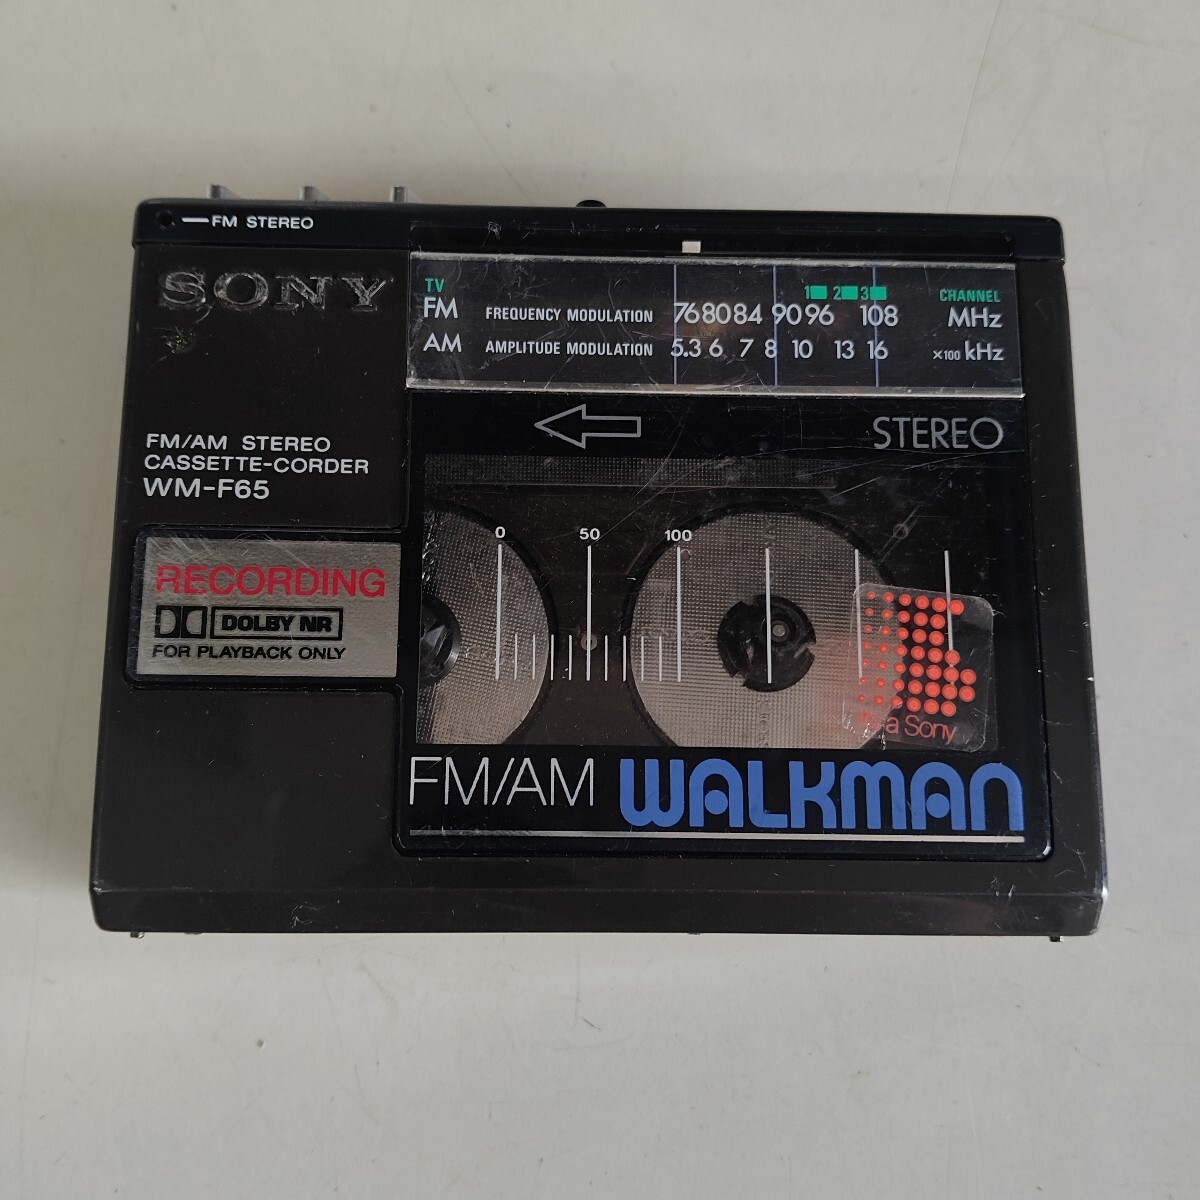 FM STEREO
SONY
FM/AM STEREO
CASSETTE-CORDER
WM-F65
RECORDING
DOLBY NR
FOR PLAYBACK ONLY
TV 1 2 3 CHANNEL
FM FREQUENCY MODULATION 76 80 84 90 96 108 MHz
AM AMPLITUDE MODULATION 5.3 6 7 8 10 13 16 ×100 kHz
STEREO
0 50 100
a Sony
FM/AM WALKMAN